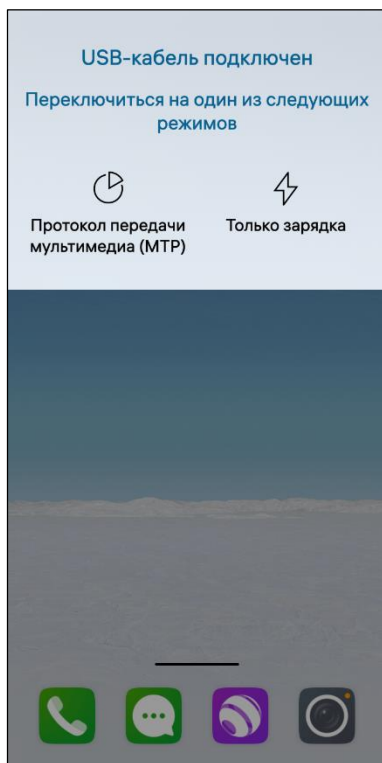 USB-кабель подключен
Переключиться на один из следующих
режимов
Протокол передачи
мультимедиа (MTP)
Только зарядка